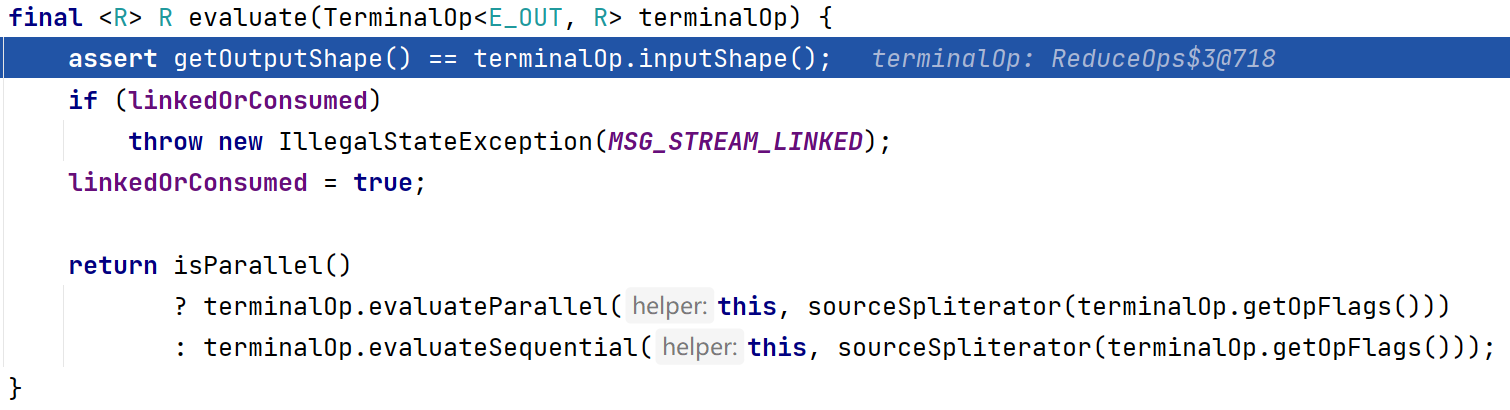 final <R> R evaluate(TerminalOp<E_OUT, R> terminalOp) {
    assert getOutputShape() == terminalOp.inputShape();   terminalOp: ReduceOps$3@718
    if (linkedOrConsumed)
        throw new IllegalStateException(MSG_STREAM_LINKED);
    linkedOrConsumed = true;

    return isParallel()
           ? terminalOp.evaluateParallel( helper: this, sourceSpliterator(terminalOp.getOpFlags()))
           : terminalOp.evaluateSequential( helper: this, sourceSpliterator(terminalOp.getOpFlags()));
}